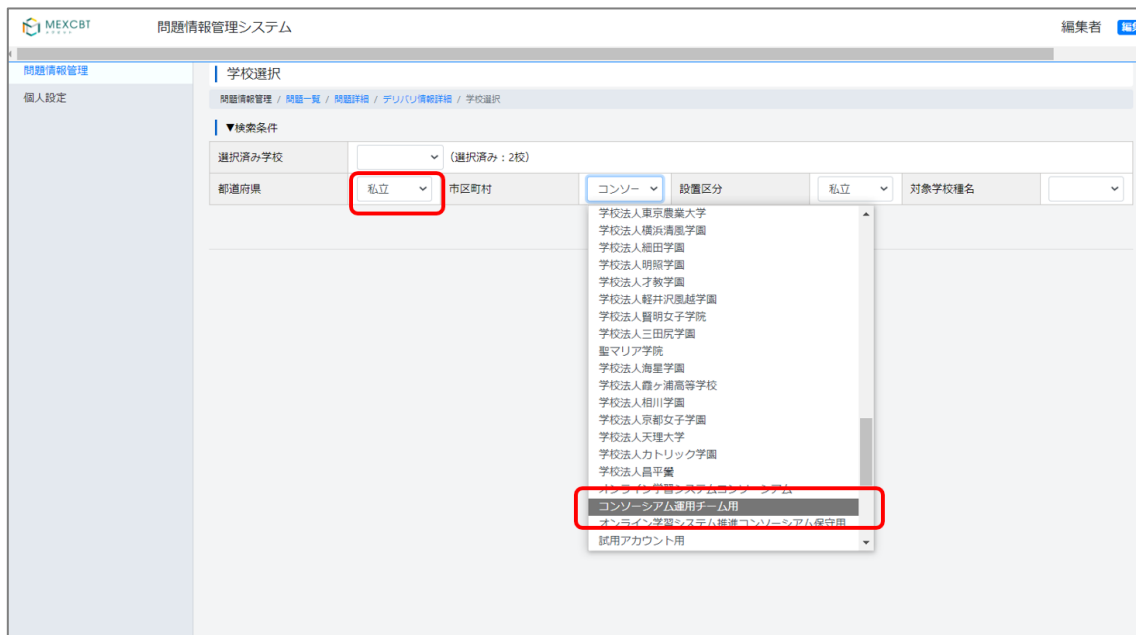 MEXCBT 問題情報管理システム 編集者
問題情報管理
個人設定
学校選択
問題情報管理 / 問題一覧 / 問題詳細 / デリバリ情報詳細 / 学校選択
▼検索条件
選択済み学校 (選択済み：2校)
都道府県 私立 市区町村 コンソー 設置区分 私立 対象学校種名
学校法人東京農業大学
学校法人横浜清風学園
学校法人細田学園
学校法人明照学園
学校法人才教学園
学校法人軽井沢風越学園
学校法人賢明女子学院
学校法人三田尻学園
聖マリア学院
学校法人海星学園
学校法人霞ヶ浦高等学校
学校法人相川学園
学校法人京都女子学園
学校法人天理大学
学校法人カトリック学園
学校法人昌平黌
オンライン学習システムコンソーシアム
コンソーシアム運用チーム用
オンライン学習システム推進コンソーシアム保守用
試用アカウント用